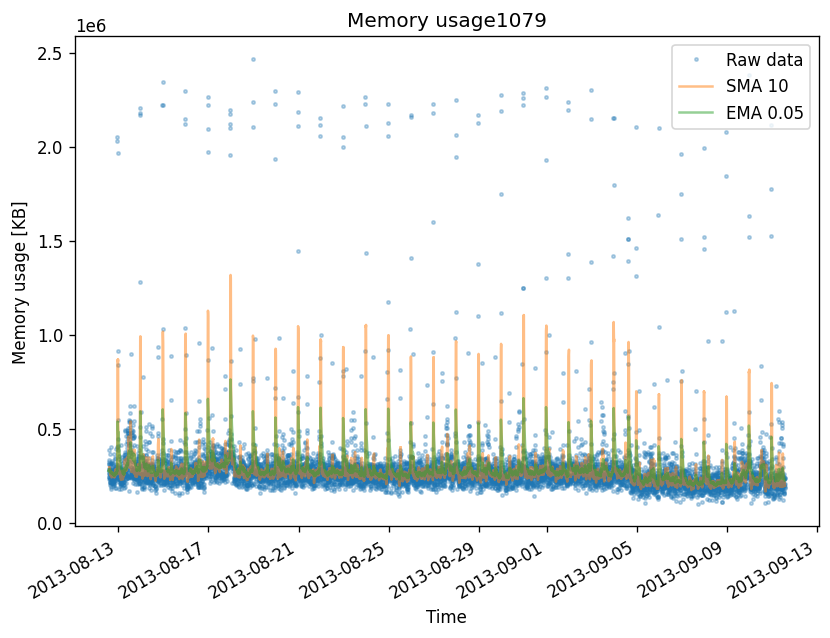 Memory usage1079
1e6
2.5
2.0
1.5
1.0
0.5
0.0
Memory usage [KB]
Raw data
SMA 10
EMA 0.05
2013-08-13
2013-08-17
2013-08-21
2013-08-25
2013-08-29
2013-09-01
2013-09-05
2013-09-09
2013-09-13
Time